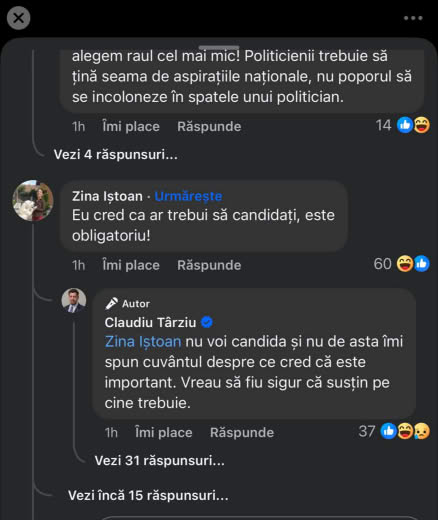 alegem raul cel mai mic! Politicienii trebuie să
țină seama de aspirațiile naționale, nu poporul să
se incoloneze în spatele unui politician.
1h Îmi place Răspunde 14
Vezi 4 răspunsuri...
Zina Iștoan · Urmărește
Eu cred ca ar trebui să candidați, este
obligatoriu!
1h Îmi place Răspunde 60
Autor
Claudiu Târziu
Zina Iștoan nu voi candida și nu de asta îmi
spun cuvântul despre ce cred că este
important. Vreau să fiu sigur că susțin pe
cine trebuie.
1h Îmi place Răspunde 37
Vezi 31 răspunsuri...
Vezi încă 15 răspunsuri...